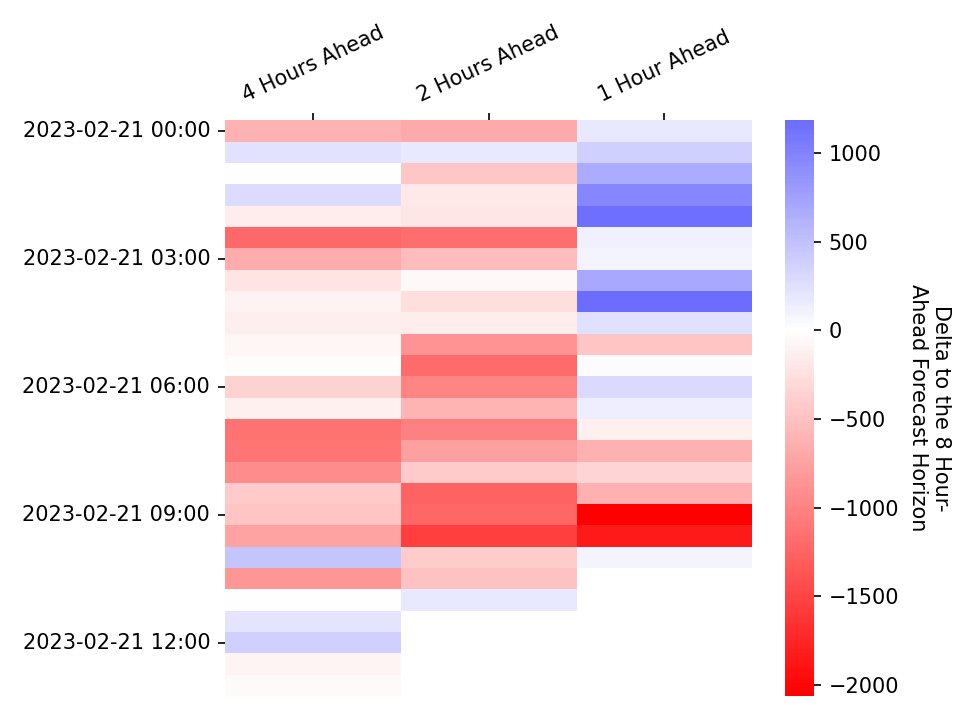 4 Hours Ahead
2 Hours Ahead
1 Hour Ahead
2023-02-21 00:00
2023-02-21 03:00
2023-02-21 06:00
2023-02-21 09:00
2023-02-21 12:00
1000
500
0
−500
−1000
−1500
−2000
Delta to the 8 Hour-
Ahead Forecast Horizon